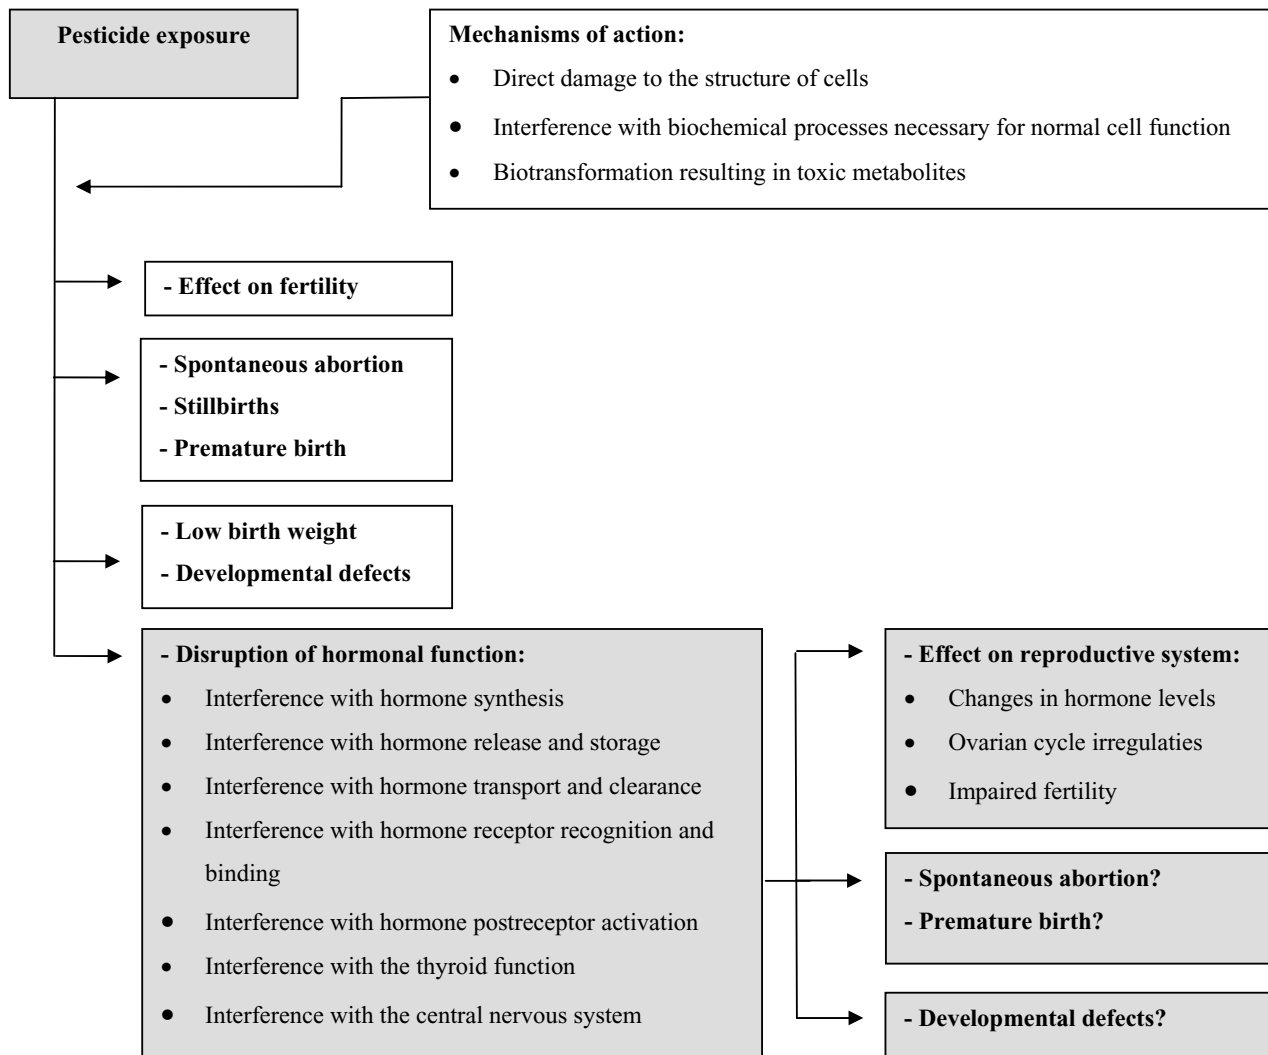 Pesticide exposure
Mechanisms of action:
• Direct damage to the structure of cells
• Interference with biochemical processes necessary for normal cell function
• Biotransformation resulting in toxic metabolites
- Effect on fertility
- Spontaneous abortion
- Stillbirths
- Premature birth
- Low birth weight
- Developmental defects
- Disruption of hormonal function:
• Interference with hormone synthesis
• Interference with hormone release and storage
• Interference with hormone transport and clearance
• Interference with hormone receptor recognition and
binding
• Interference with hormone postreceptor activation
• Interference with the thyroid function
• Interference with the central nervous system
- Effect on reproductive system:
• Changes in hormone levels
• Ovarian cycle irregulaties
• Impaired fertility
- Spontaneous abortion?
- Premature birth?
- Developmental defects?